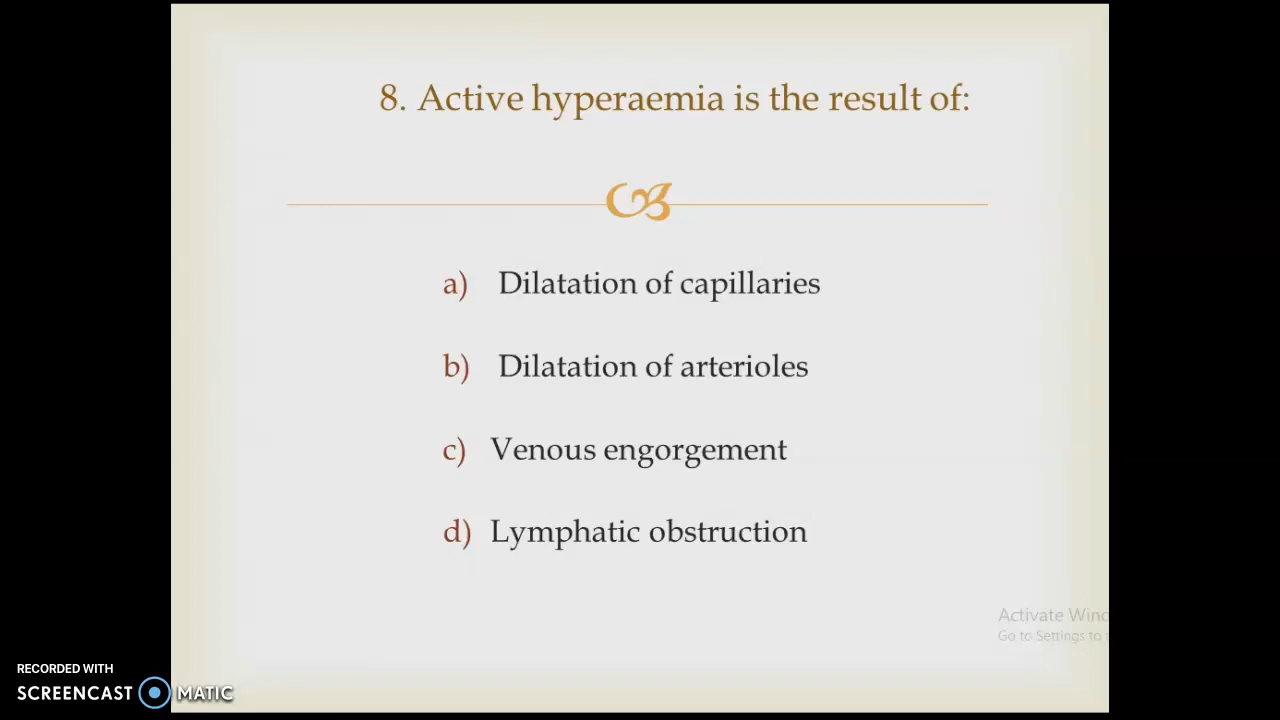 8. Active hyperaemia is the result of:
a) Dilatation of capillaries
b) Dilatation of arterioles
c) Venous engorgement
d) Lymphatic obstruction
Activate Wind
Go to Settings to
RECORDED WITH
SCREENCAST MATIC